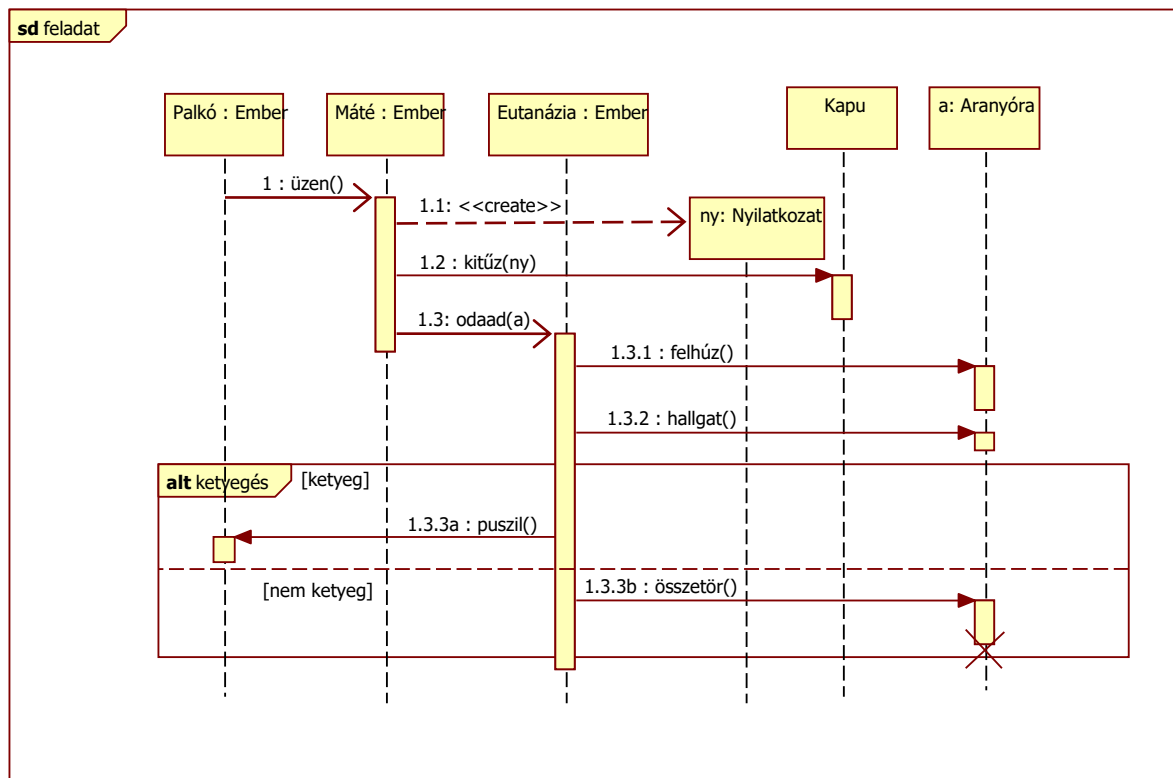 sd feladat
Palkó : Ember
Máté : Ember
Eutanázia : Ember
Kapu
a: Aranyóra
1 : üzen()
1.1: <<create>>
ny: Nyilatkozat
1.2 : kitűz(ny)
1.3: odaad(a)
1.3.1 : felhúz()
1.3.2 : hallgat()
alt ketyegés
[ketyeg]
1.3.3a : puszil()
[nem ketyeg]
1.3.3b : összetör()